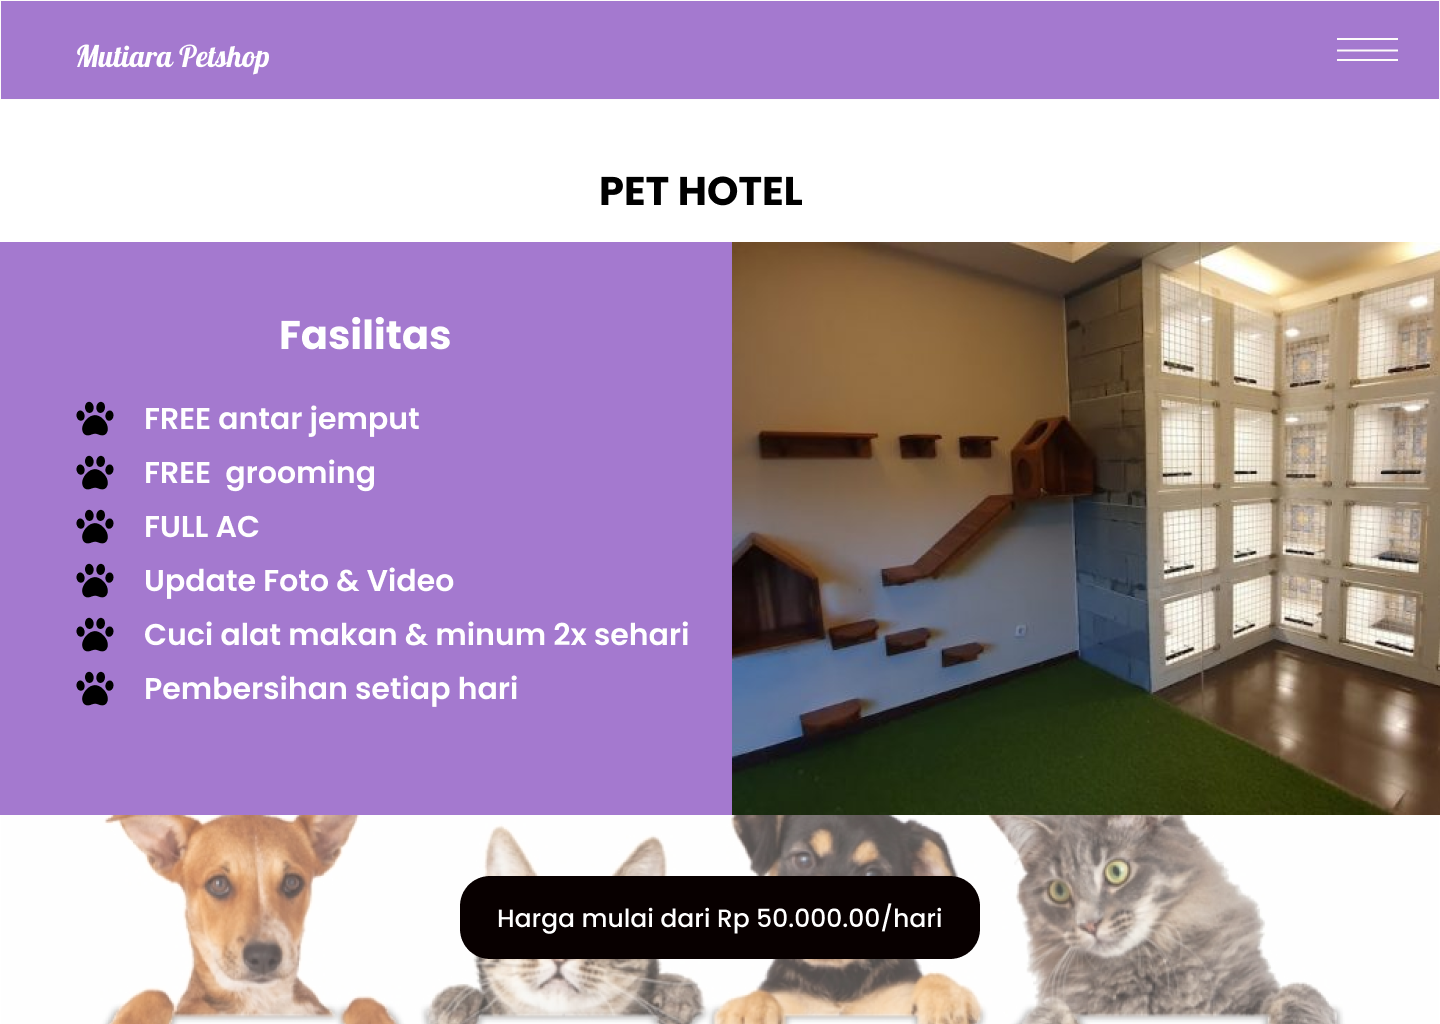 Mutiara Petshop
PET HOTEL
Fasilitas
FREE antar jemput
FREE  grooming
FULL AC
Update Foto & Video
Cuci alat makan & minum 2x sehari
Pembersihan setiap hari
Harga mulai dari Rp 50.000.00/hari